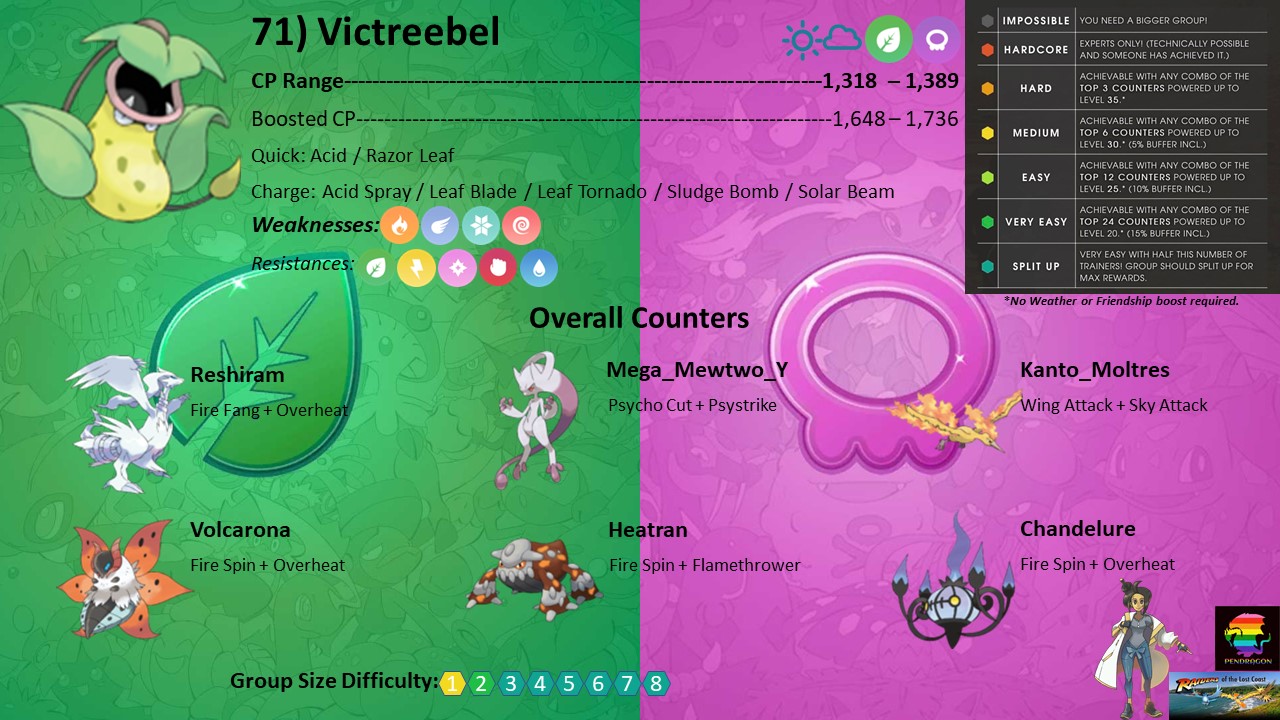 71) Victreebel
CP Range-----------------------------------------------------------------------------------1,318 – 1,389
Boosted CP-----------------------------------------------------------------------------------1,648 – 1,736
Quick: Acid / Razor Leaf
Charge: Acid Spray / Leaf Blade / Leaf Tornado / Sludge Bomb / Solar Beam
Weaknesses:
Resistances:
IMPOSSIBLE YOU NEED A BIGGER GROUP!
HARDCORE EXPERTS ONLY! (TECHNICALLY POSSIBLE
AND SOMEONE HAS ACHIEVED IT.)
HARD ACHIEVABLE WITH ANY COMBO OF THE
TOP 3 COUNTERS POWERED UP TO
LEVEL 35.*
MEDIUM ACHIEVABLE WITH ANY COMBO OF THE
TOP 6 COUNTERS POWERED UP TO
LEVEL 30.* (5% BUFFER INCL.)
EASY ACHIEVABLE WITH ANY COMBO OF THE
TOP 12 COUNTERS POWERED UP TO
LEVEL 25.* (10% BUFFER INCL.)
VERY EASY ACHIEVABLE WITH ANY COMBO OF THE
TOP 24 COUNTERS POWERED UP TO
LEVEL 20.* (15% BUFFER INCL.)
SPLIT UP VERY EASY WITH HALF THIS NUMBER OF
TRAINERS! GROUP SHOULD SPLIT UP FOR
MAX REWARDS.
*No Weather or Friendship boost required.
Overall Counters
Reshiram
Fire Fang + Overheat
Mega_Mewtwo_Y
Psycho Cut + Psystrike
Kanto_Moltres
Wing Attack + Sky Attack
Volcarona
Fire Spin + Overheat
Heatran
Fire Spin + Flamethrower
Chandelure
Fire Spin + Overheat
Group Size Difficulty: 1 2 3 4 5 6 7 8
PENDRAGON
RAIDERS of the Lost Coast